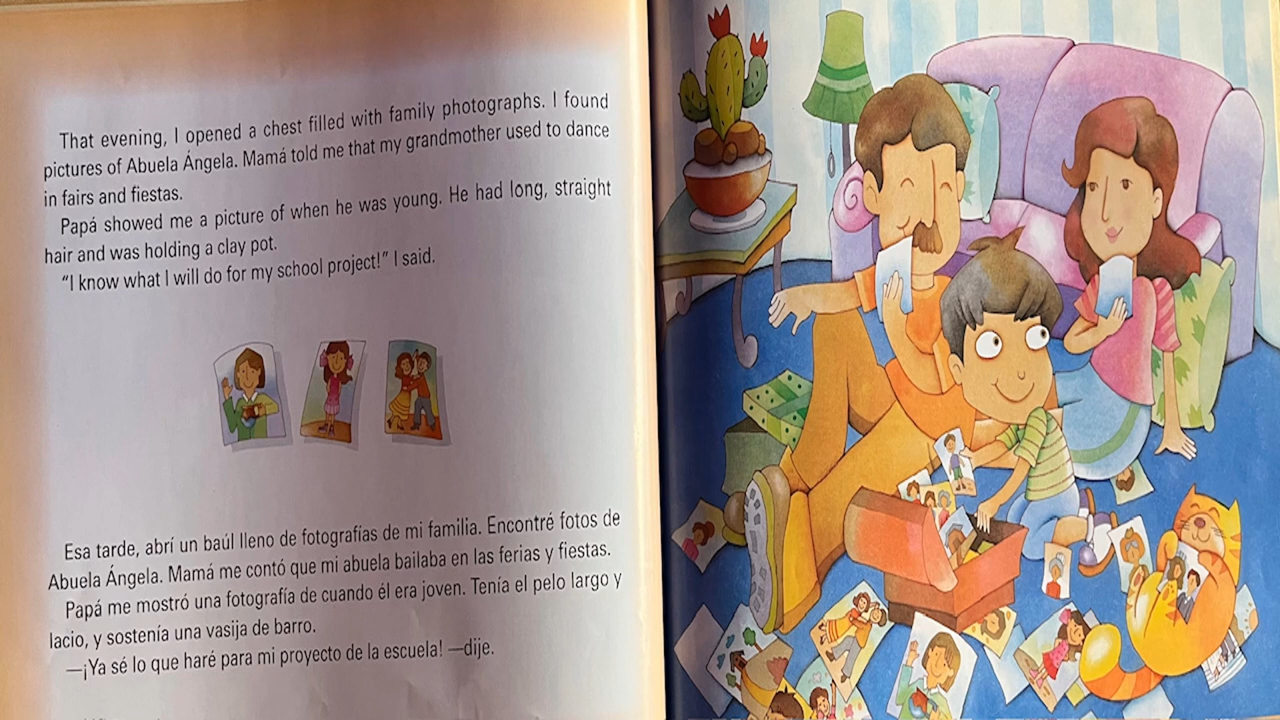 That evening, I opened a chest filled with family photographs. I found
pictures of Abuela Ángela. Mamá told me that my grandmother used to dance
in fairs and fiestas.
Papá showed me a picture of when he was young. He had long, straight
hair and was holding a clay pot.
“I know what I will do for my school project!” I said.
Esa tarde, abrí un baúl lleno de fotografías de mi familia. Encontré fotos de
Abuela Ángela. Mamá me contó que mi abuela bailaba en las ferias y fiestas.
Papá me mostró una fotografía de cuando él era joven. Tenía el pelo largo y
lacio, y sostenía una vasija de barro.
—¡Ya sé lo que haré para mi proyecto de la escuela! —dije.